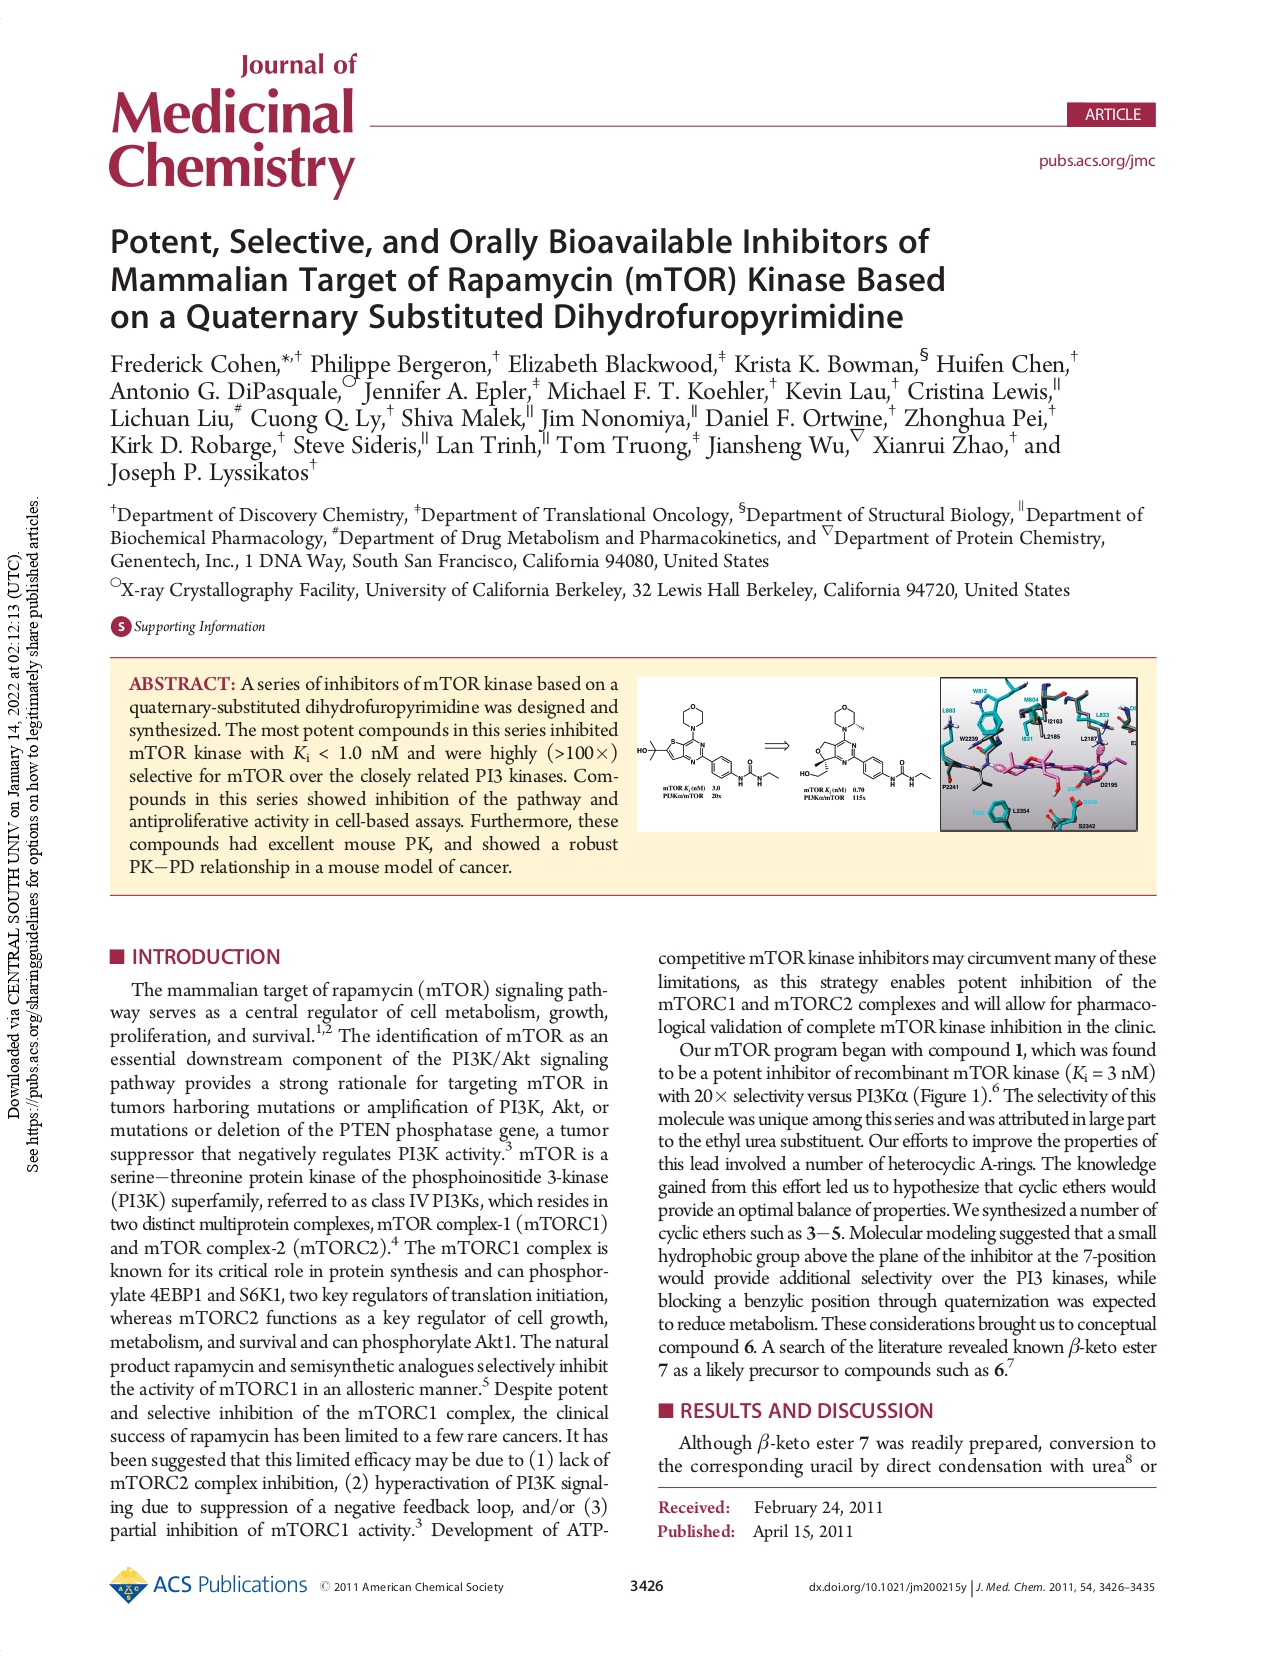 Journal of
Medicinal
Chemistry
ARTICLE
pubs.acs.org/jmc
Potent, Selective, and Orally Bioavailable Inhibitors of
Mammalian Target of Rapamycin (mTOR) Kinase Based
on a Quaternary Substituted Dihydrofuropyrimidine
Frederick Cohen,*,† Philippe Bergeron,† Elizabeth Blackwood,‡ Krista K. Bowman,§ Huifen Chen,†
Antonio G. DiPasquale,○ Jennifer A. Epler,‡ Michael F. T. Koehler,† Kevin Lau,† Cristina Lewis,∥
Lichuan Liu,# Cuong Q. Ly,† Shiva Malek,∥ Jim Nonomiya,∥ Daniel F. Ortwine,† Zhonghua Pei,†
Kirk D. Robarge,† Steve Sideris,∥ Lan Trinh,∥ Tom Truong,‡ Jiansheng Wu,▽ Xianrui Zhao,† and
Joseph P. Lyssikatos†
†Department of Discovery Chemistry, ‡Department of Translational Oncology, §Department of Structural Biology, ∥Department of
Biochemical Pharmacology, #Department of Drug Metabolism and Pharmacokinetics, and ▽Department of Protein Chemistry,
Genentech, Inc., 1 DNA Way, South San Francisco, California 94080, United States
○X-ray Crystallography Facility, University of California Berkeley, 32 Lewis Hall Berkeley, California 94720, United States
S Supporting Information
ABSTRACT: A series of inhibitors of mTOR kinase based on a
quaternary-substituted dihydrofuropyrimidine was designed and
synthesized. The most potent compounds in this series inhibited
mTOR kinase with Ki < 1.0 nM and were highly (>100×)
selective for mTOR over the closely related PI3 kinases. Com-
pounds in this series showed inhibition of the pathway and
antiproliferative activity in cell-based assays. Furthermore, these
compounds had excellent mouse PK, and showed a robust
PK−PD relationship in a mouse model of cancer.
mTOR Ki (nM) 3.0
PI3Kα/mTOR 20x
mTOR Ki (nM) 0.70
PI3Kα/mTOR 115x
W812
L883
M804
I2163
L833
W2239
I831
L2185
L2187
P2241
D2195
L2354
S2342
INTRODUCTION
The mammalian target of rapamycin (mTOR) signaling path-
way serves as a central regulator of cell metabolism, growth,
proliferation, and survival.1,2 The identification of mTOR as an
essential downstream component of the PI3K/Akt signaling
pathway provides a strong rationale for targeting mTOR in
tumors harboring mutations or amplification of PI3K, Akt, or
mutations or deletion of the PTEN phosphatase gene, a tumor
suppressor that negatively regulates PI3K activity.3 mTOR is a
serine−threonine protein kinase of the phosphoinositide 3-kinase
(PI3K) superfamily, referred to as class IV PI3Ks, which resides in
two distinct multiprotein complexes, mTOR complex-1 (mTORC1)
and mTOR complex-2 (mTORC2).4 The mTORC1 complex is
known for its critical role in protein synthesis and can phosphor-
ylate 4EBP1 and S6K1, two key regulators of translation initiation,
whereas mTORC2 functions as a key regulator of cell growth,
metabolism, and survival and can phosphorylate Akt1. The natural
product rapamycin and semisynthetic analogues selectively inhibit
the activity of mTORC1 in an allosteric manner.5 Despite potent
and selective inhibition of the mTORC1 complex, the clinical
success of rapamycin has been limited to a few rare cancers. It has
been suggested that this limited efficacy may be due to (1) lack of
mTORC2 complex inhibition, (2) hyperactivation of PI3K signal-
ing due to suppression of a negative feedback loop, and/or (3)
partial inhibition of mTORC1 activity.3 Development of ATP-
competitive mTOR kinase inhibitors may circumvent many of these
limitations, as this strategy enables potent inhibition of the
mTORC1 and mTORC2 complexes and will allow for pharmaco-
logical validation of complete mTOR kinase inhibition in the clinic.
Our mTOR program began with compound 1, which was found
to be a potent inhibitor of recombinant mTOR kinase (Ki = 3 nM)
with 20× selectivity versus PI3Kα (Figure 1).6 The selectivity of this
molecule was unique among this series and was attributed in large part
to the ethyl urea substituent. Our efforts to improve the properties of
this lead involved a number of heterocyclic A-rings. The knowledge
gained from this effort led us to hypothesize that cyclic ethers would
provide an optimal balance of properties. We synthesized a number of
cyclic ethers such as 3−5. Molecular modeling suggested that a small
hydrophobic group above the plane of the inhibitor at the 7-position
would provide additional selectivity over the PI3 kinases, while
blocking a benzylic position through quaternization was expected
to reduce metabolism. These considerations brought us to conceptual
compound 6. A search of the literature revealed known β-keto ester
7 as a likely precursor to compounds such as 6.7
RESULTS AND DISCUSSION
Although β-keto ester 7 was readily prepared, conversion to
the corresponding uracil by direct condensation with urea8 or
Received: February 24, 2011
Published: April 15, 2011
ACS Publications © 2011 American Chemical Society
3426
dx.doi.org/10.1021/jm200215y | J. Med. Chem. 2011, 54, 3426–3435
Downloaded via CENTRAL SOUTH UNIV on January 14, 2022 at 02:12:13 (UTC).
See https://pubs.acs.org/sharingguidelines for options on how to legitimately share published articles.